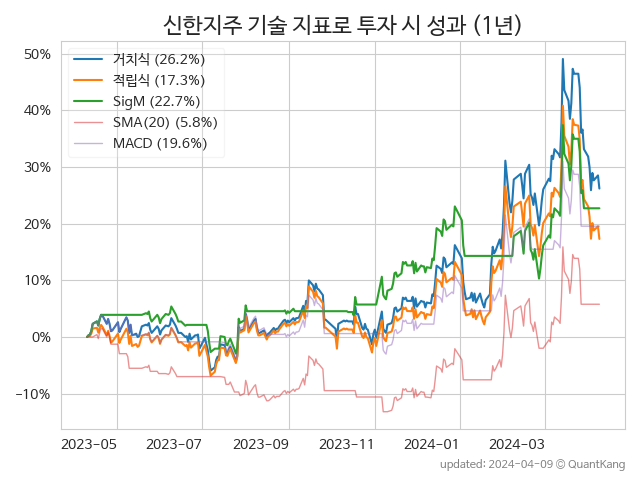 신한지주 기술 지표로 투자 시 성과 (1년)
거치식 (26.2%)
적립식 (17.3%)
SigM (22.7%)
SMA(20) (5.8%)
MACD (19.6%)
50%
40%
30%
20%
10%
0%
−10%
2023-05 2023-07 2023-09 2023-11 2024-01 2024-03
updated: 2024-04-09 © QuantKang